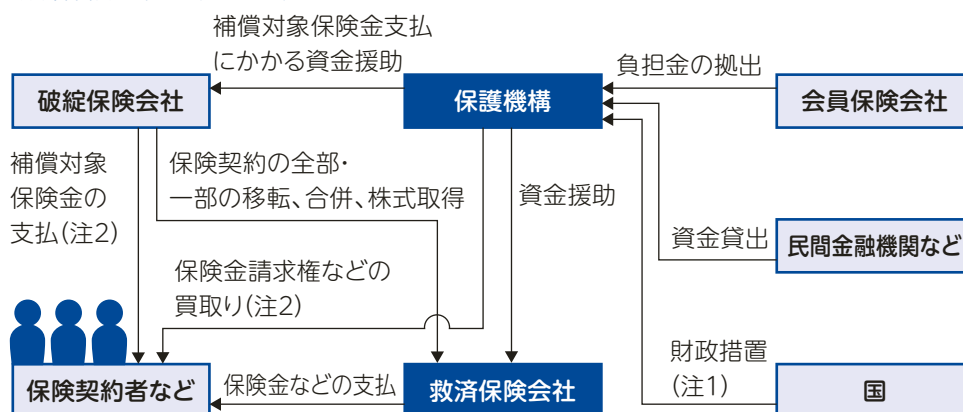 補償対象保険金支払
にかかる資金援助
負担金の拠出
破綻保険会社
保護機構
会員保険会社
補償対象
保険金の
支払(注2)
保険契約の全部・
一部の移転、合併、株式取得
資金援助
資金貸出
民間金融機関など
保険金請求権などの
買取り(注2)
財政措置
(注1)
保険契約者など
保険金などの支払
救済保険会社
国